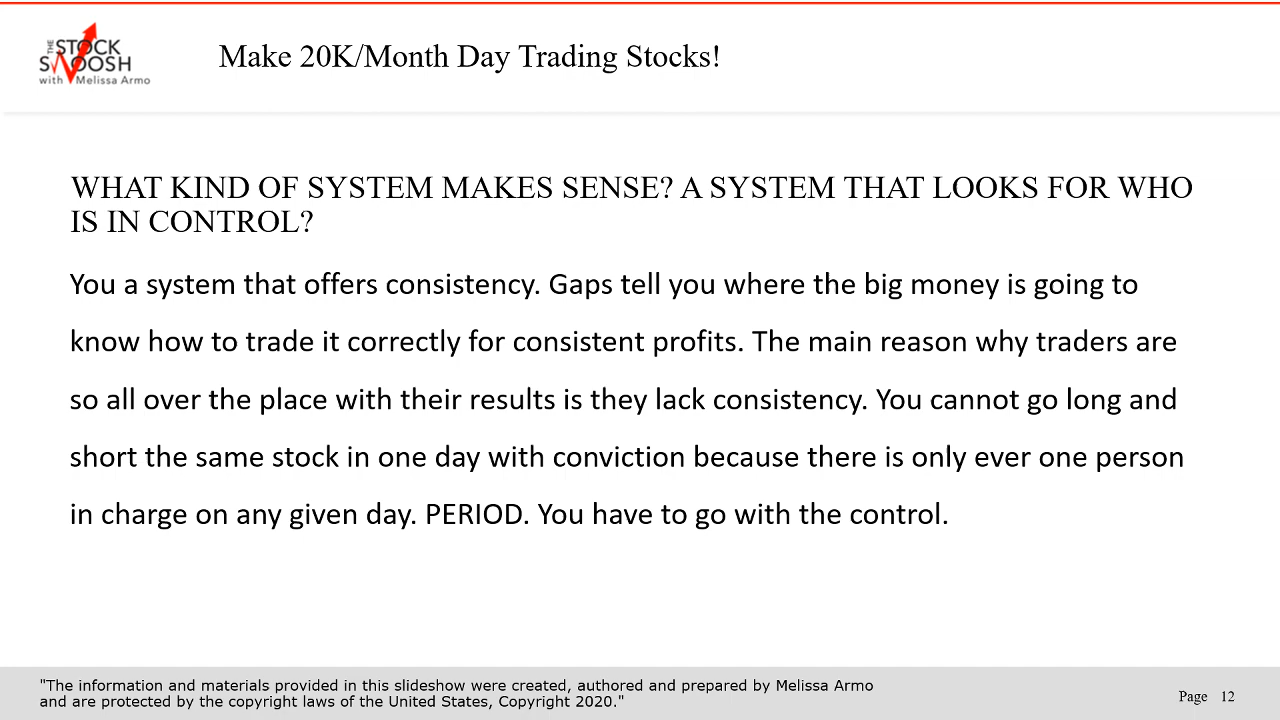 THE
STOCK
SWOOSH
with Melissa Armo
Make 20K/Month Day Trading Stocks!
WHAT KIND OF SYSTEM MAKES SENSE? A SYSTEM THAT LOOKS FOR WHO
IS IN CONTROL?
You a system that offers consistency. Gaps tell you where the big money is going to
know how to trade it correctly for consistent profits. The main reason why traders are
so all over the place with their results is they lack consistency. You cannot go long and
short the same stock in one day with conviction because there is only ever one person
in charge on any given day. PERIOD. You have to go with the control.
"The information and materials provided in this slideshow were created, authored and prepared by Melissa Armo
and are protected by the copyright laws of the United States, Copyright 2020."
Page 12